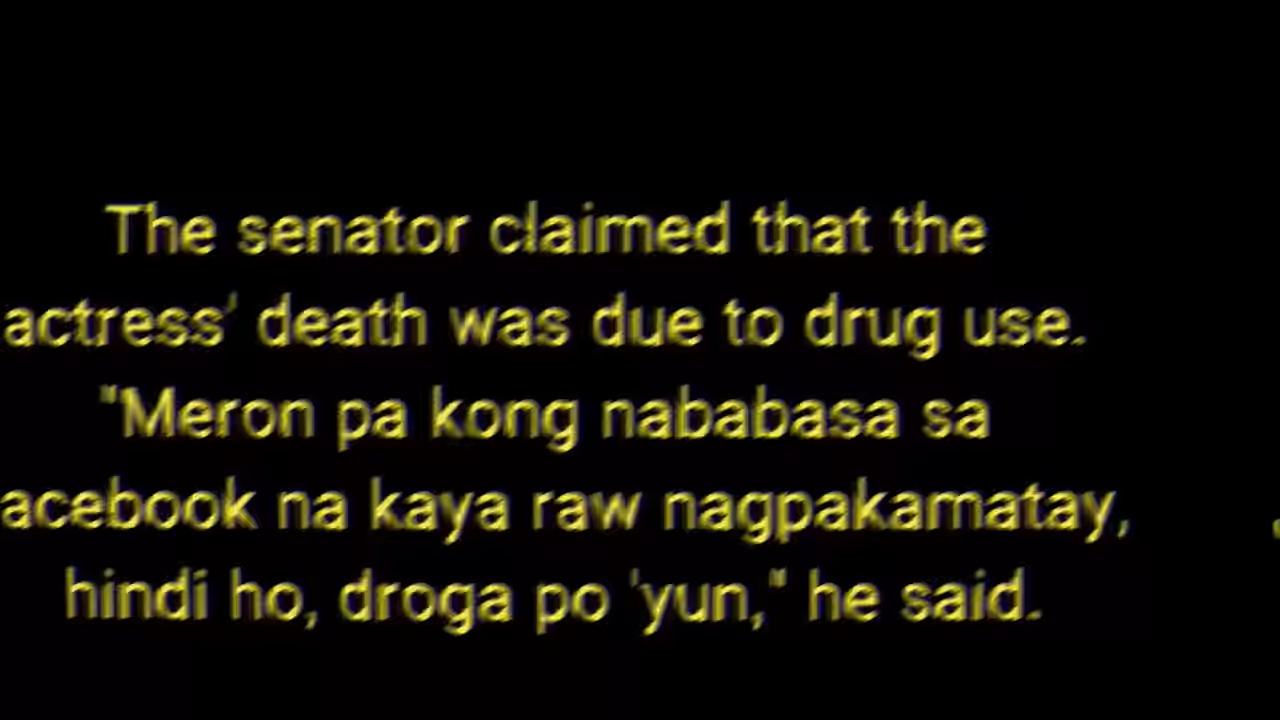 The senator claimed that the
actress' death was due to drug use.
"Meron pa kong nababasa sa
acebook na kaya raw nagpakamatay,
hindi ho, droga po 'yun," he said.